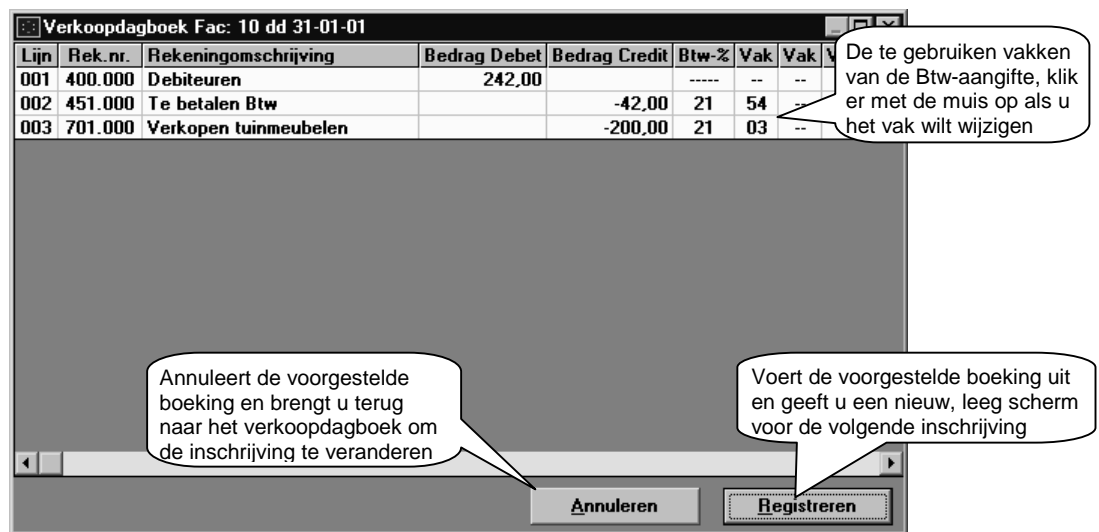 Verkoopdagboek Fac: 10 dd 31-01-01
Lijn Rek.nr. Rekeningomschrijving Bedrag Debet Bedrag Credit Btw-% Vak Vak
001 400.000 Debiteuren 242,00 ----- -- --
002 451.000 Te betalen Btw -42,00 21 54 --
003 701.000 Verkopen tuinmeubelen -200,00 21 03 --
De te gebruiken vakken
van de Btw-aangifte, klik
er met de muis op als u
het vak wilt wijzigen
Annuleert de voorgestelde
boeking en brengt u terug
naar het verkoopdagboek om
de inschrijving te veranderen
Voert de voorgestelde boeking uit
en geeft u een nieuw, leeg scherm
voor de volgende inschrijving
Annuleren
Registreren